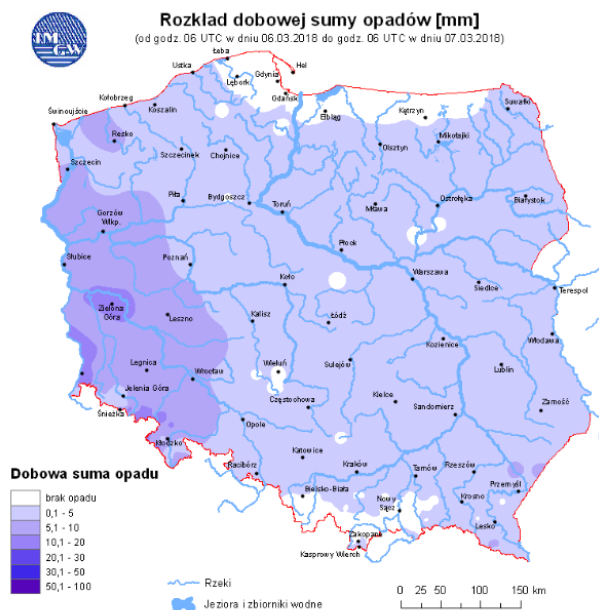 IMGW
Rozkład dobowej sumy opadów [mm]
(od godz. 06 UTC w dniu 06.03.2018 do godz. 06 UTC w dniu 07.03.2018)
Łeba
Hel
Ustka
Gdynia
Lębork
Gdańsk
Suwałki
Kołobrzeg
Koszalin
Elbląg
Kętrzyn
Świnoujście
Resko
Mikołajki
Szczecinek
Chojnice
Olsztyn
Szczecin
Piła
Bydgoszcz
Ostrołęka
Białystok
Toruń
Mława
Gorzów
Wlkp.
Płock
Słubice
Poznań
Warszawa
Koło
Siedlce
Terespol
Zielona
Góra
Leszno
Kalisz
Łódź
Włodawa
Kozienice
Legnica
Wrocław
Wieluń
Sulejów
Lublin
Jelenia Góra
Kielce
Śnieżka
Częstochowa
Sandomierz
Zamość
Opole
Kłodzko
Katowice
Racibórz
Kraków
Tarnów
Rzeszów
Bielsko-Biała
Przemyśl
Nowy
Sącz
Krosno
Lesko
Zakopane
Kasprowy Wierch
Dobowa suma opadu
brak opadu
0,1 - 5
5,1 - 10
10,1 - 20
20,1 - 30
30,1 - 50
50,1 - 100
Rzeki
Jeziora i zbiorniki wodne
0 25 50 100 150 km